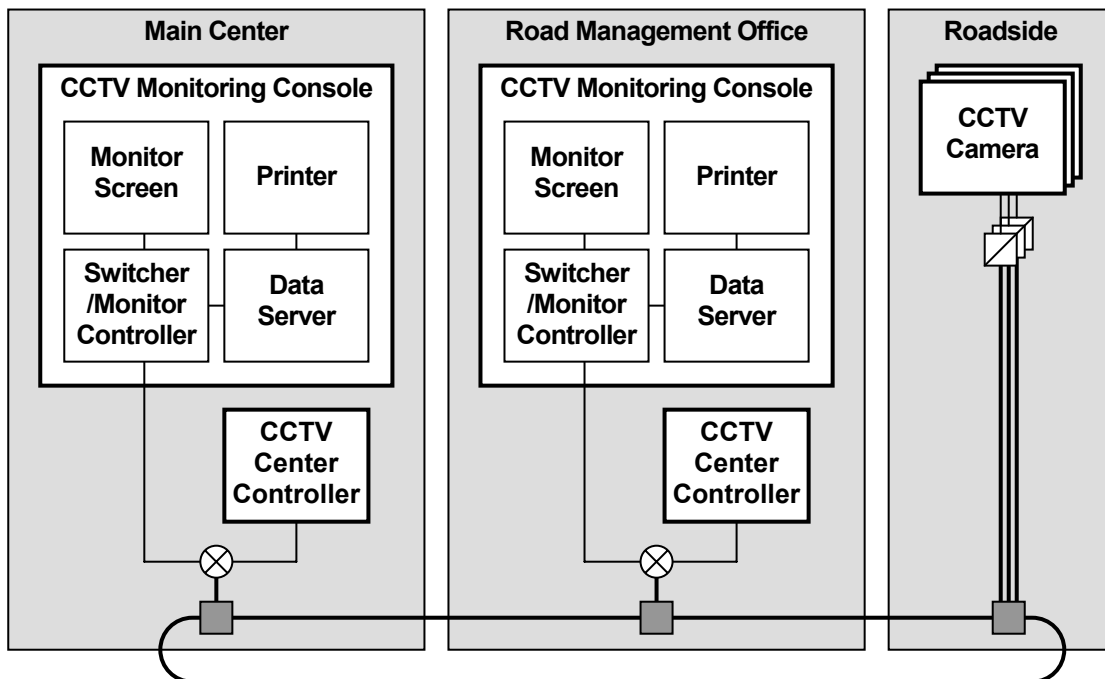 Main Center
CCTV Monitoring Console
Monitor
Screen
Printer
Switcher
/Monitor
Controller
Data
Server
CCTV
Center
Controller
Road Management Office
CCTV Monitoring Console
Monitor
Screen
Printer
Switcher
/Monitor
Controller
Data
Server
CCTV
Center
Controller
Roadside
CCTV
Camera